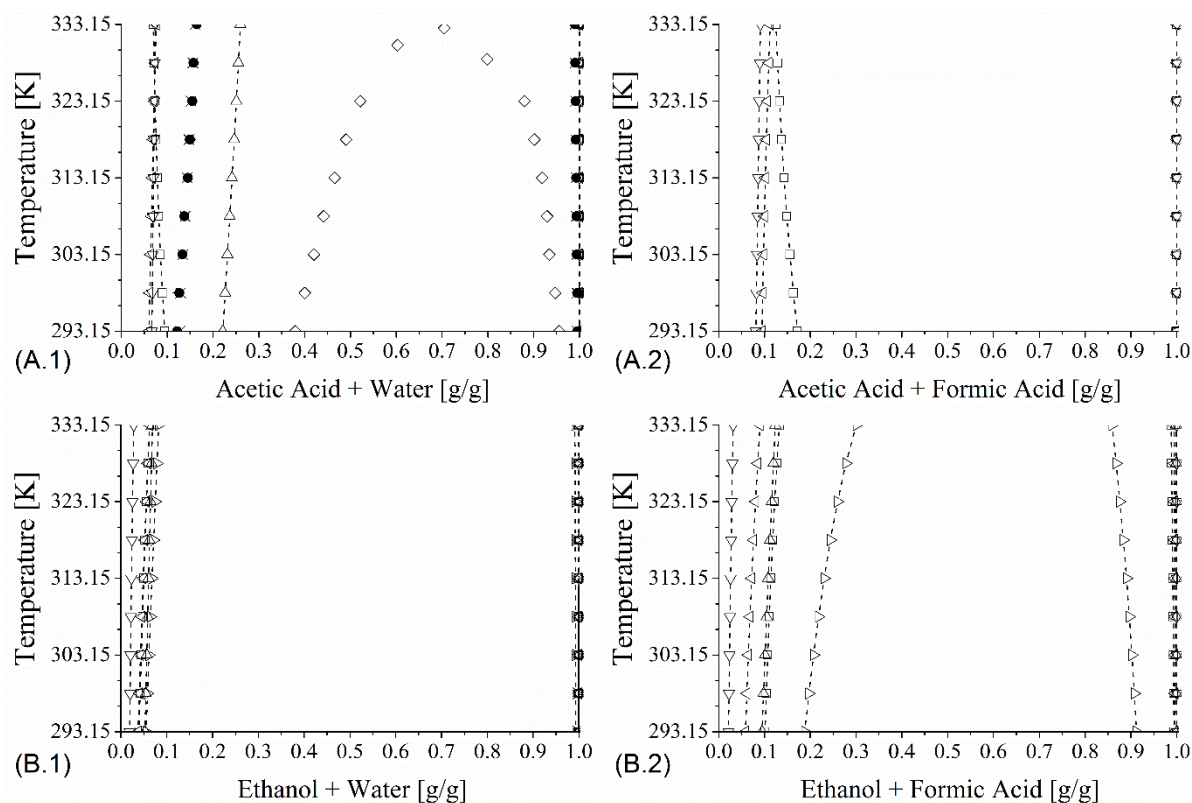 Temperature [K]
333.15
323.15
313.15
303.15
293.15
0.0 0.1 0.2 0.3 0.4 0.5 0.6 0.7 0.8 0.9 1.0
(A.1)
Acetic Acid + Water [g/g]
Temperature [K]
333.15
323.15
313.15
303.15
293.15
0.0 0.1 0.2 0.3 0.4 0.5 0.6 0.7 0.8 0.9 1.0
(A.2)
Acetic Acid + Formic Acid [g/g]
Temperature [K]
333.15
323.15
313.15
303.15
293.15
0.0 0.1 0.2 0.3 0.4 0.5 0.6 0.7 0.8 0.9 1.0
(B.1)
Ethanol + Water [g/g]
Temperature [K]
333.15
323.15
313.15
303.15
293.15
0.0 0.1 0.2 0.3 0.4 0.5 0.6 0.7 0.8 0.9 1.0
(B.2)
Ethanol + Formic Acid [g/g]